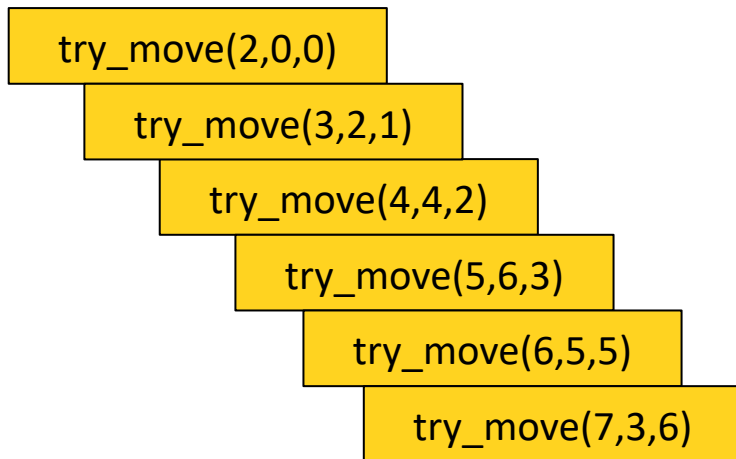 try_move(2,0,0)
try_move(3,2,1)
try_move(4,4,2)
try_move(5,6,3)
try_move(6,5,5)
try_move(7,3,6)